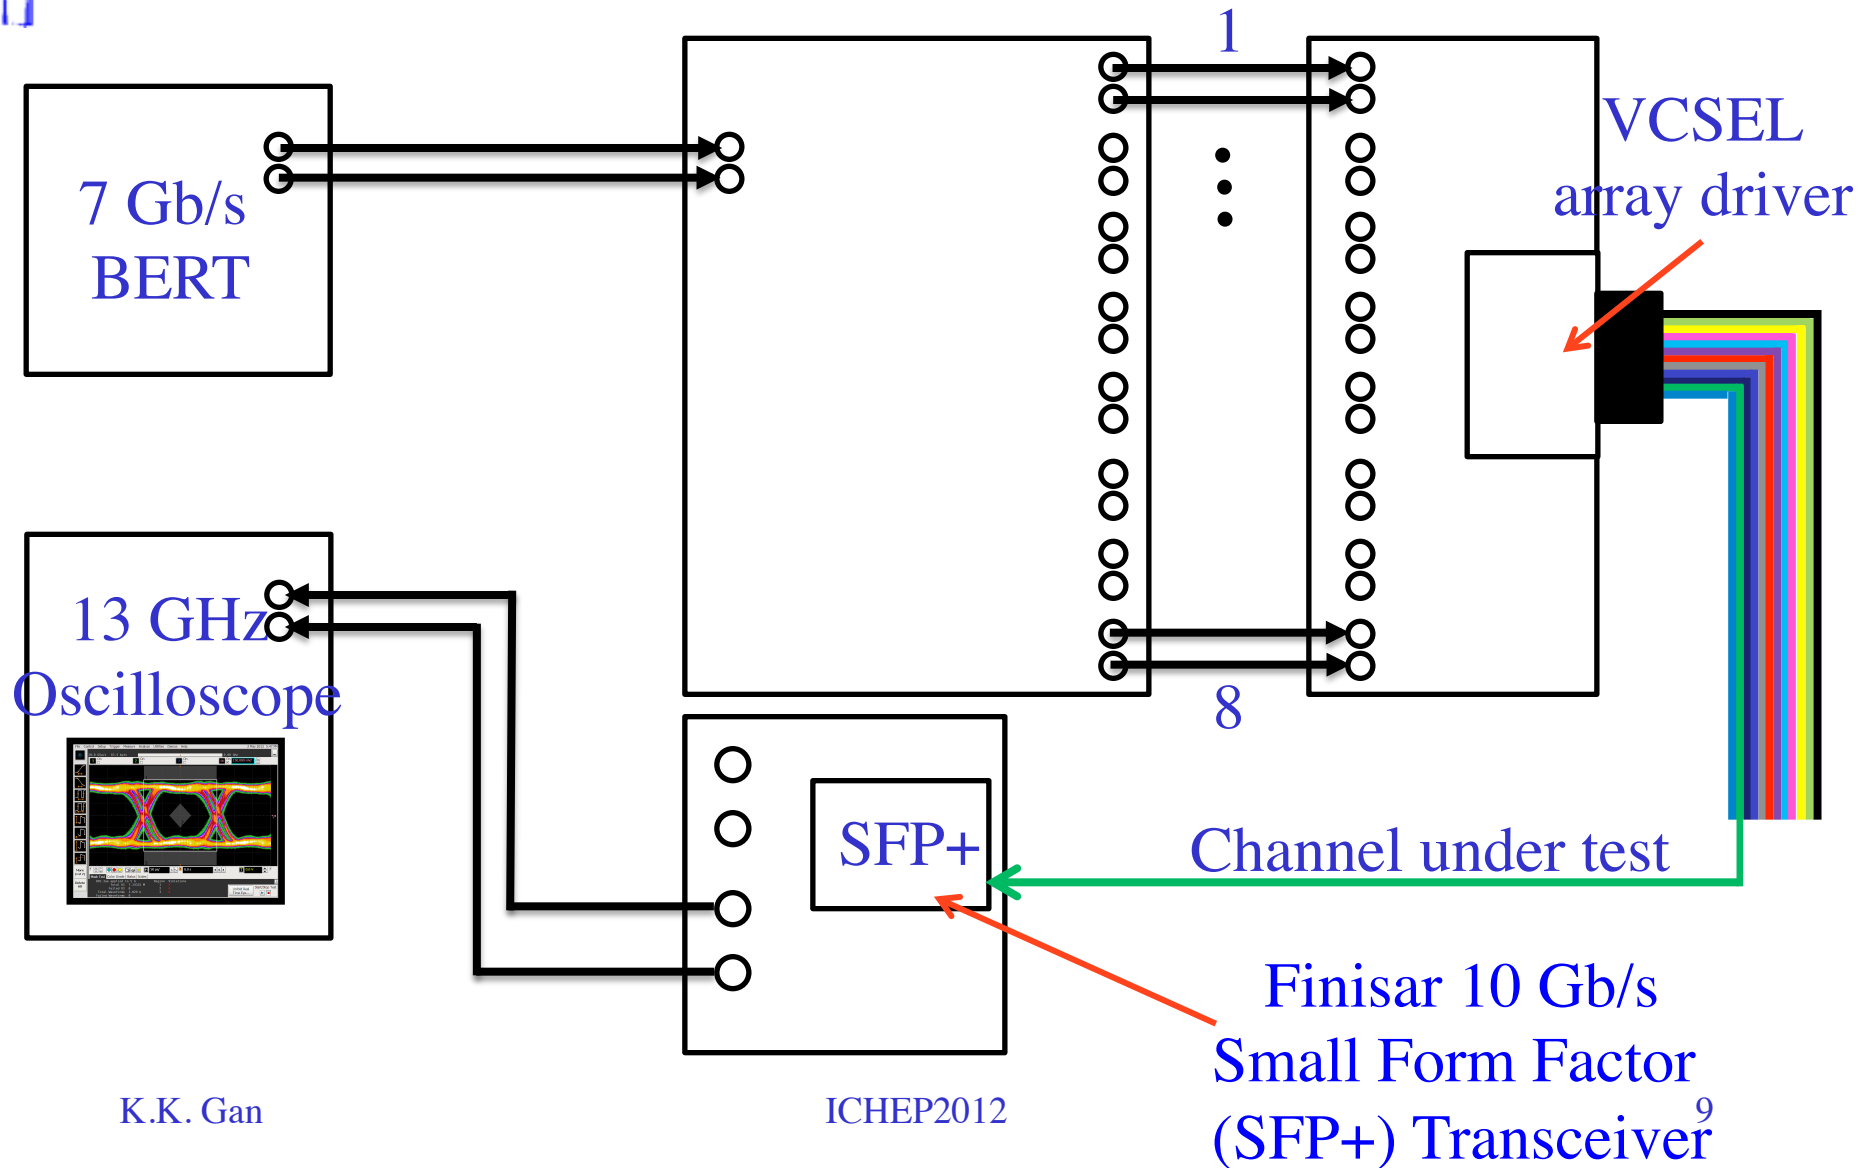 1
VCSEL
array driver
7 Gb/s
BERT
13 GHz
Oscilloscope
8
SFP+
Channel under test
Finisar 10 Gb/s
Small Form Factor
(SFP+) Transceiver
K.K. Gan
ICHEP2012
9